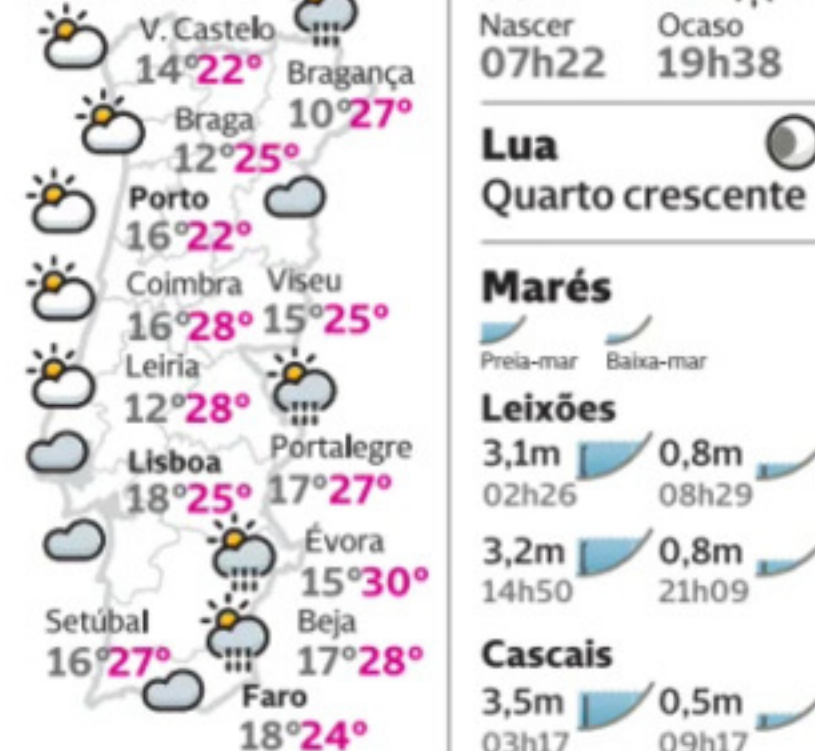 V. Castelo
14° 22°
Bragança
10° 27°
Braga
12° 25°
Porto
16° 22°
Coimbra
16° 28°
Viseu
15° 25°
Leiria
12° 28°
Lisboa
18° 25°
Portalegre
17° 27°
Évora
15° 30°
Setúbal
16° 27°
Beja
17° 28°
Faro
18° 24°
Nascer Ocaso
07h22 19h38
Lua
Quarto crescente
Marés
Preia-mar Baixa-mar
Leixões
3,1m 0,8m
02h26 08h29
3,2m 0,8m
14h50 21h09
Cascais
3,5m 0,5m
03h17 09h17